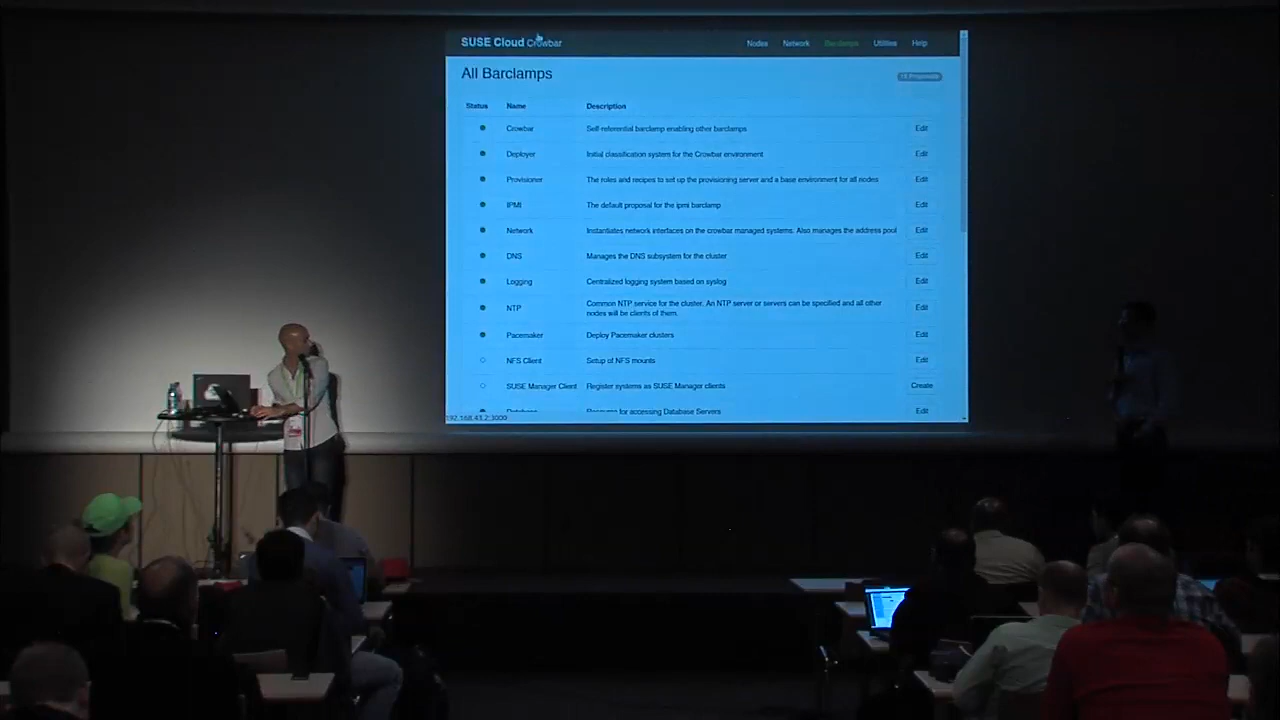 SUSE Cloud Crowbar
Nodes Network Barclamps Utilities Help
All Barclamps
Status Name Description
Crowbar Self-referential barclamp enabling other barclamps Edit
Deployer Initial classification system for the Crowbar environment Edit
Provisioner The roles and recipes to set up the provisioning server and a base environment for all nodes Edit
IPMI The default proposal for the ipmi barclamp Edit
Network Instantiates network interfaces on the crowbar managed systems. Also manages the address pool Edit
DNS Manages the DNS subsystem for the cluster Edit
Logging Centralized logging system based on syslog Edit
NTP Common NTP service for the cluster. An NTP server or servers can be specified and all other
nodes will be clients of them. Edit
Pacemaker Deploy Pacemaker clusters Edit
NFS Client Setup of NFS mounts Edit
SUSE Manager Client Register systems as SUSE Manager clients Create
Database for accessing Database Servers Edit
192.168.43.2:3000